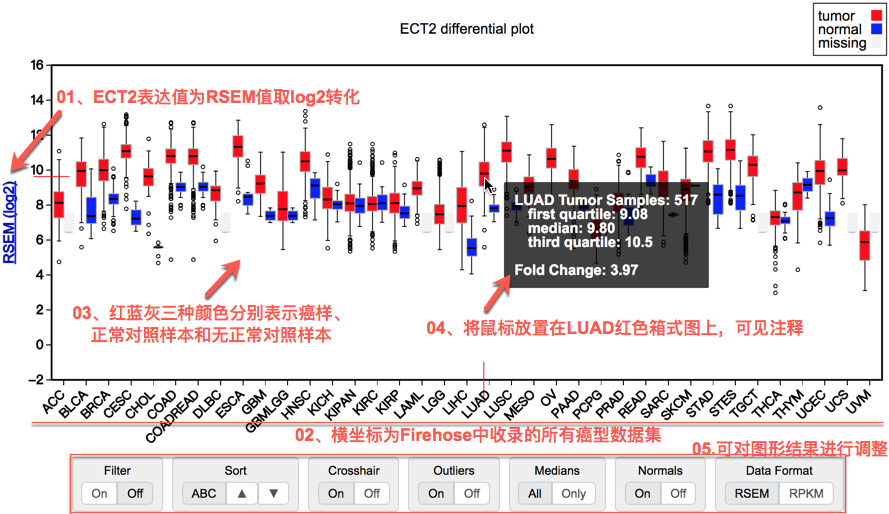 ECT2 differential plot
tumor
normal
missing
16
14
12
10
8
6
4
2
0
−2
RSEM (log2)
01、ECT2表达值为RSEM值取log2转化
LUAD Tumor Samples: 517
first quartile: 9.08
median: 9.80
third quartile: 10.5
Fold Change: 3.97
03、红蓝灰三种颜色分别表示癌样、
正常对照样本和无正常对照样本
04、将鼠标放置在LUAD红色箱式图上，可见注释
ACC
BLCA
BRCA
CESC
CHOL
COAD
COADREAD
DLBC
ESCA
GBM
GBMLGG
HNSC
KICH
KIPAN
KIRC
KIRP
LAML
LGG
LIHC
LUAD
LUSC
MESO
OV
PAAD
PCPG
PRAD
READ
SARC
SKCM
STAD
STES
TGCT
THCA
THYM
UCEC
UCS
UVM
02、横坐标为Firehose中收录的所有癌型数据集
05.可对图形结果进行调整
Filter Sort Crosshair Outliers Medians Normals Data Format
On Off ABC ▲ ▼ On Off On Off All Only On Off RSEM RPKM